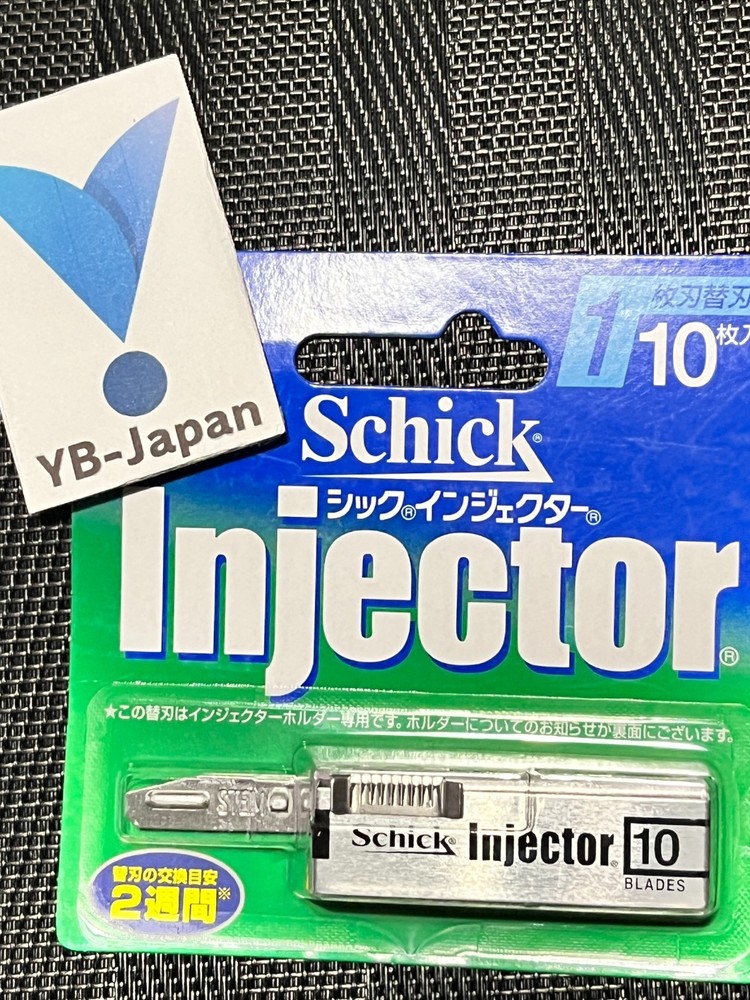 YB-Japan
1
枚刃替刃
10枚入
Schick®
シック®インジェクター®
Injector®
★この替刃はインジェクターホルダー専用です。ホルダーについてのお知らせが裏面にございます。
Schick® Injector® 10
BLADES
替刃の交換目安
2週間※